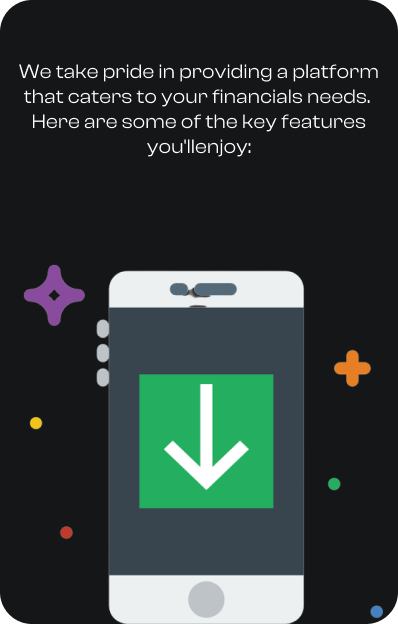 We take pride in providing a platform
that caters to your financials needs.
Here are some of the key features
you'llenjoy: